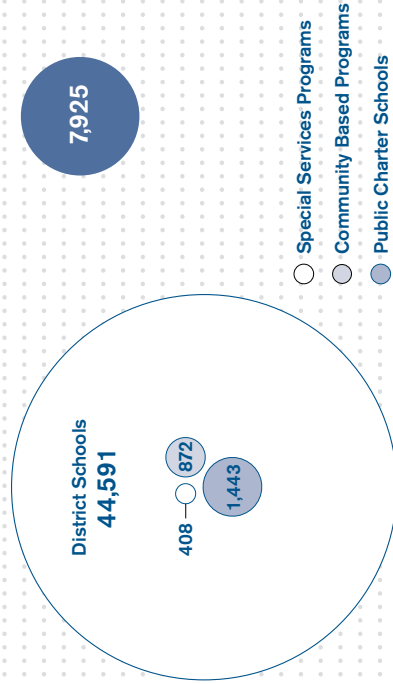 District Schools
44,591
408
872
1,443
7,925
Special Services Programs
Community Based Programs
Public Charter Schools